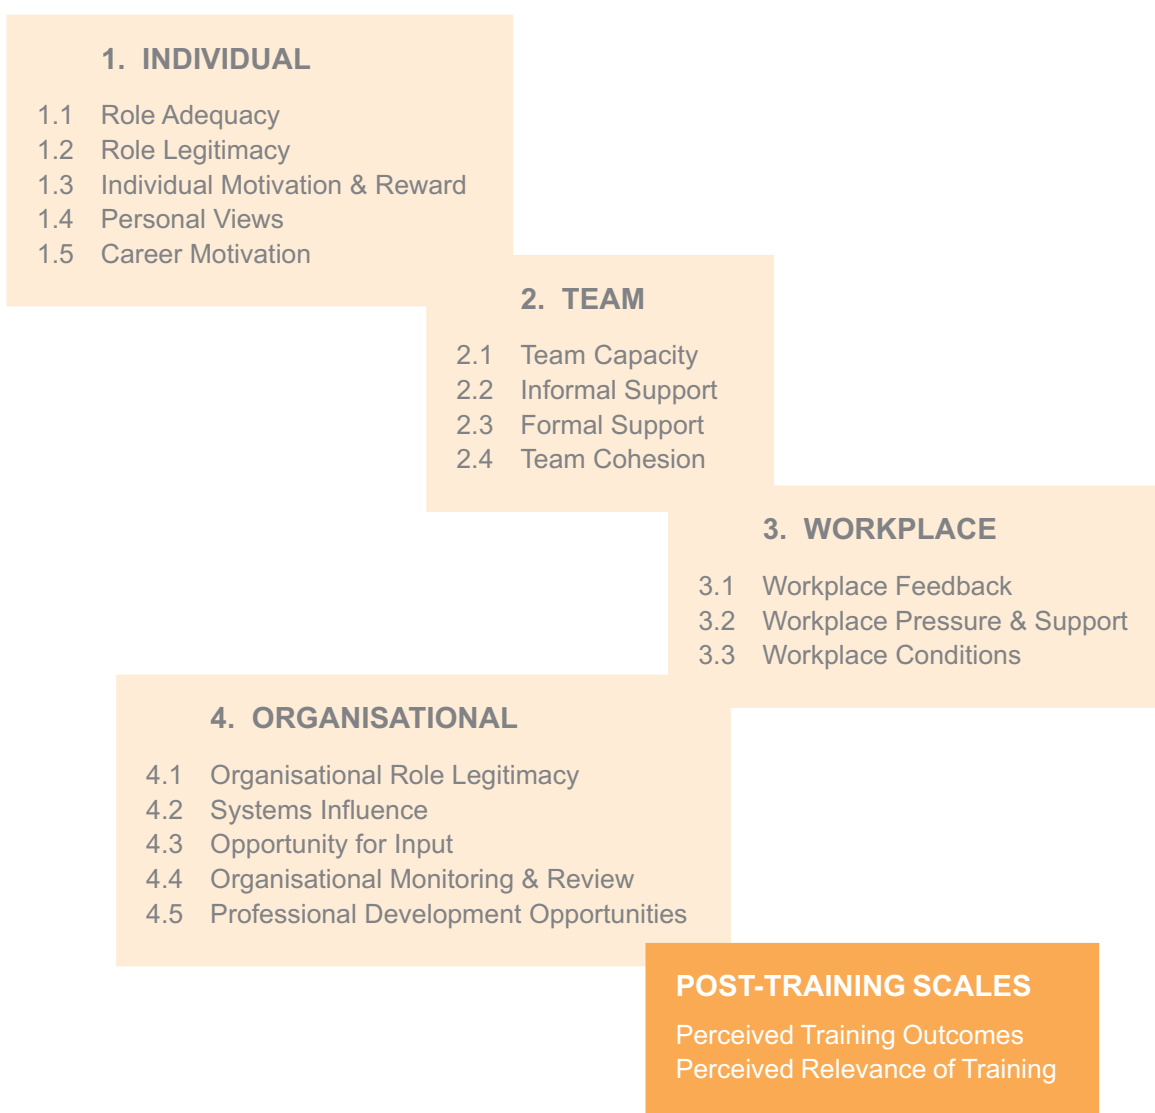 1. INDIVIDUAL
1.1 Role Adequacy
1.2 Role Legitimacy
1.3 Individual Motivation & Reward
1.4 Personal Views
1.5 Career Motivation
2. TEAM
2.1 Team Capacity
2.2 Informal Support
2.3 Formal Support
2.4 Team Cohesion
3. WORKPLACE
3.1 Workplace Feedback
3.2 Workplace Pressure & Support
3.3 Workplace Conditions
4. ORGANISATIONAL
4.1 Organisational Role Legitimacy
4.2 Systems Influence
4.3 Opportunity for Input
4.4 Organisational Monitoring & Review
4.5 Professional Development Opportunities
POST-TRAINING SCALES
Perceived Training Outcomes
Perceived Relevance of Training